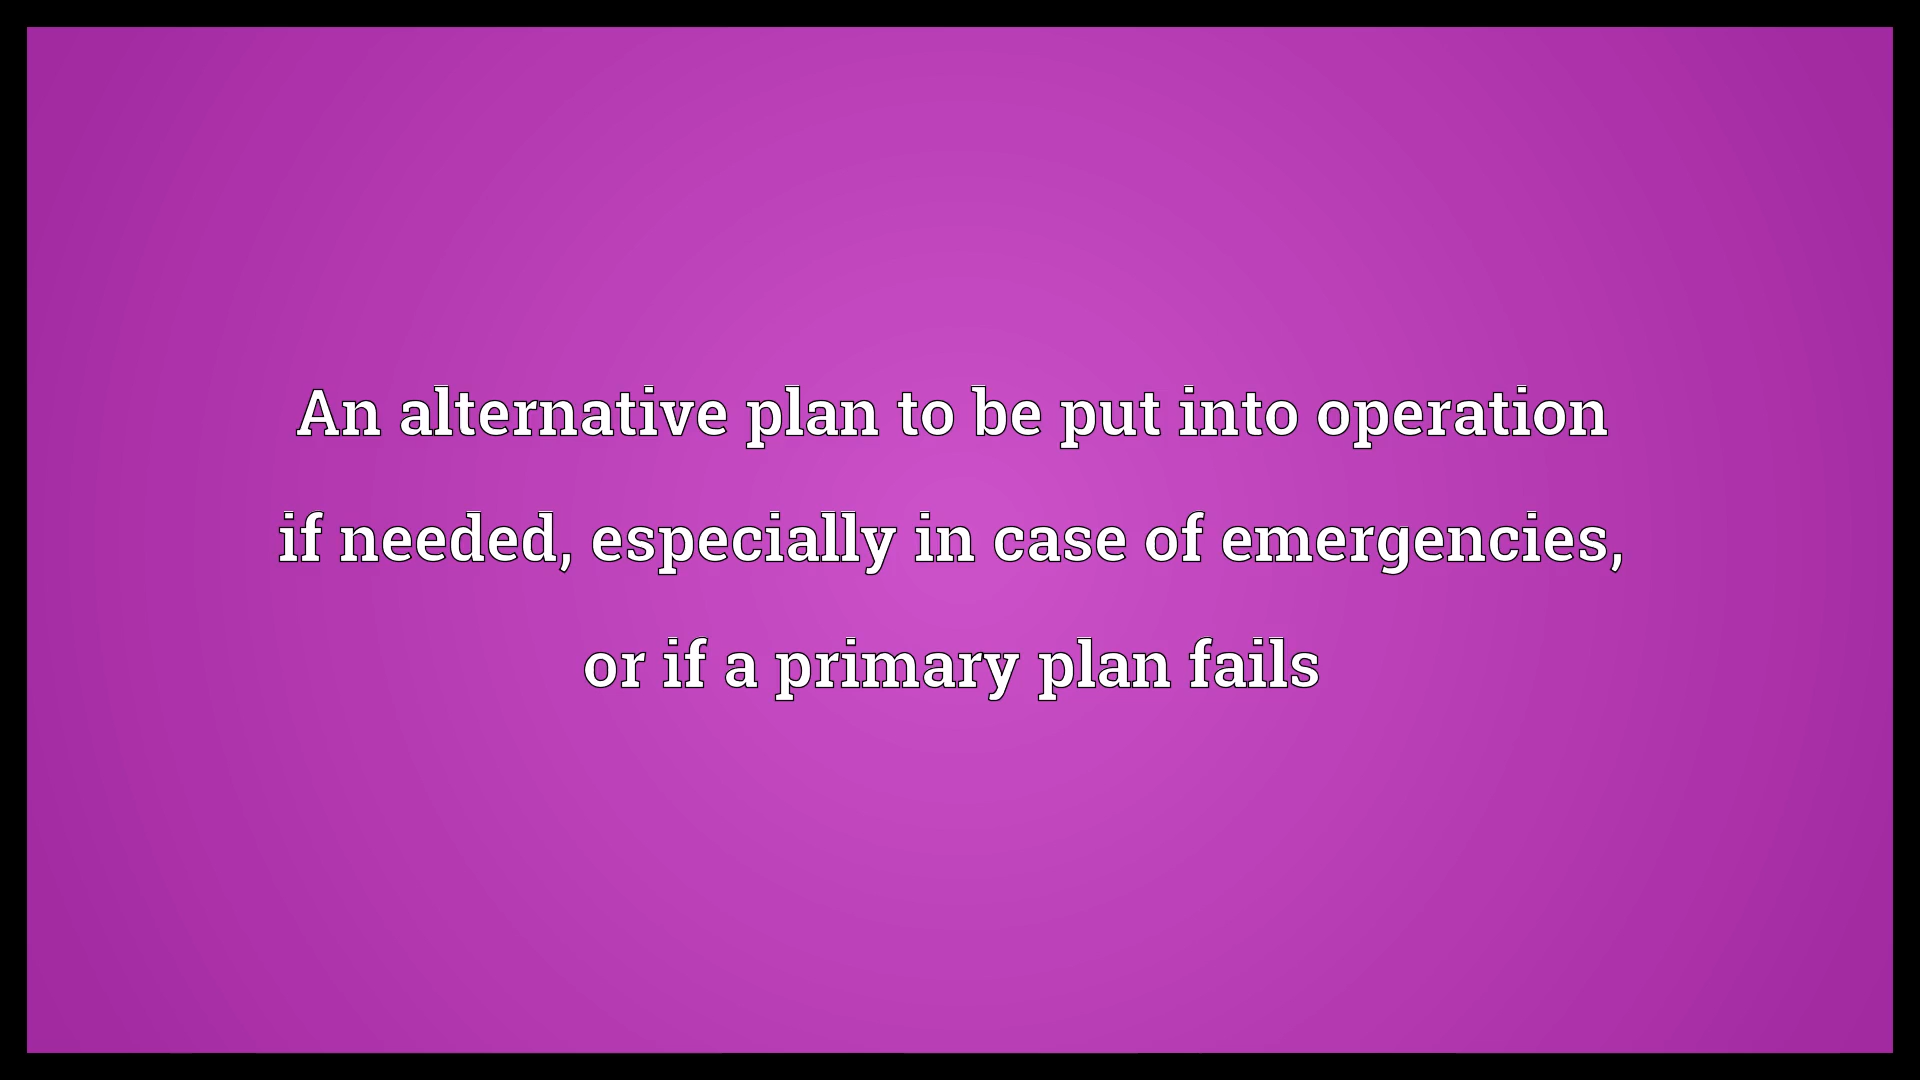 An alternative plan to be put into operation
if needed, especially in case of emergencies,
or if a primary plan fails